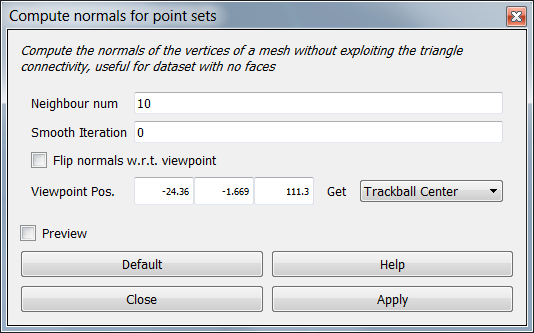 Compute normals for point sets
Compute the normals of the vertices of a mesh without exploiting the triangle
connectivity, useful for dataset with no faces
Neighbour num 10
Smooth Iteration 0
Flip normals w.r.t. viewpoint
Viewpoint Pos. -24.36 -1.669 111.3 Get Trackball Center
Preview
Default Help
Close Apply